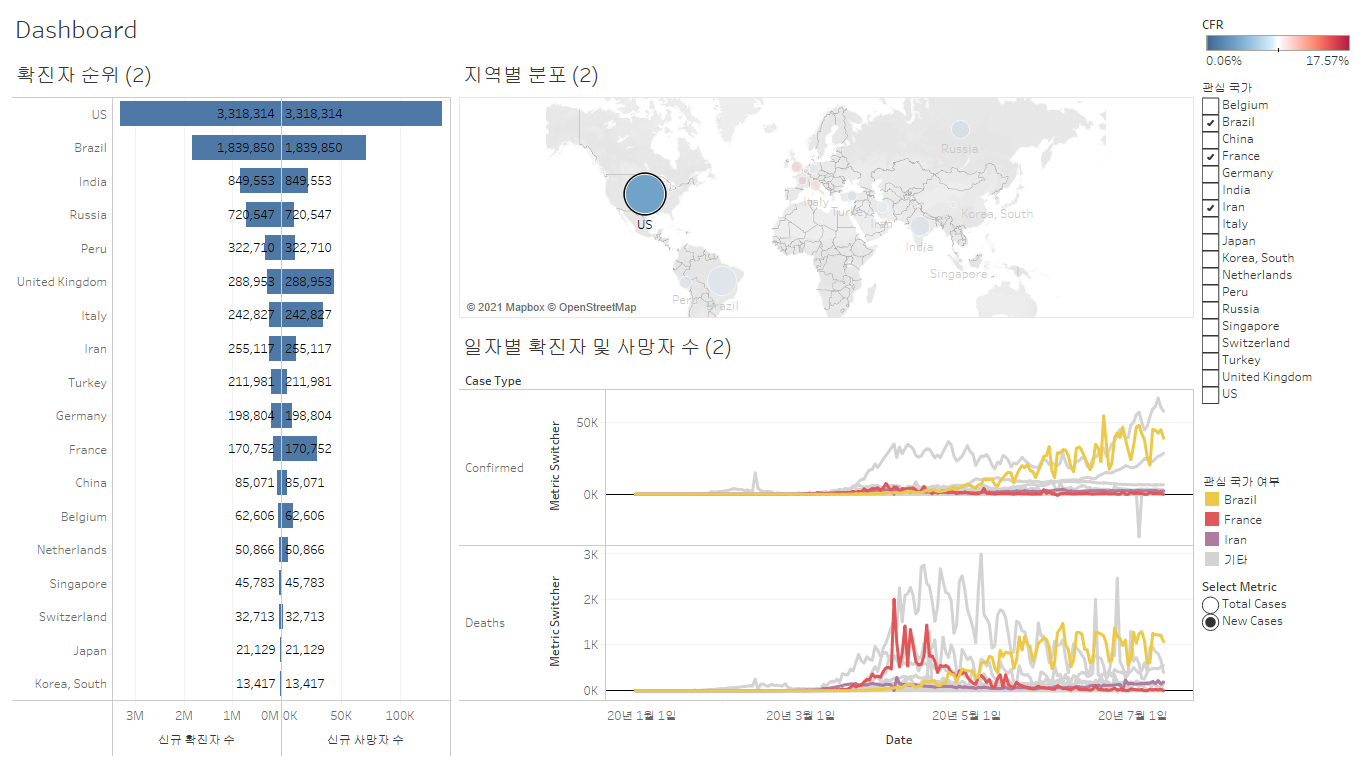 Dashboard
확진자 순위 (2)
US 3,318,314 3,318,314
Brazil 1,839,850 1,839,850
India 849,553 849,553
Russia 720,547 720,547
Peru 322,710 322,710
United Kingdom 288,953 288,953
Italy 242,827 242,827
Iran 255,117 255,117
Turkey 211,981 211,981
Germany 198,804 198,804
France 170,752 170,752
China 85,071 85,071
Belgium 62,606 62,606
Netherlands 50,866 50,866
Singapore 45,783 45,783
Switzerland 32,713 32,713
Japan 21,129 21,129
Korea, South 13,417 13,417
3M 2M 1M 0M 0K 50K 100K
신규 확진자 수 신규 사망자 수
지역별 분포 (2)
Russia
Italy Turkey Iran Korea, South
US
India
Singapore
Peru Brazil
© 2021 Mapbox © OpenStreetMap
일자별 확진자 및 사망자 수 (2)
Case Type
Confirmed
Metric Switcher
50K
0K
Deaths
Metric Switcher
3K
2K
1K
0K
20년 1월 1일 20년 3월 1일 20년 5월 1일 20년 7월 1일
Date
CFR
0.06% 17.57%
관심 국가
Belgium
Brazil
China
France
Germany
India
Iran
Italy
Japan
Korea, South
Netherlands
Peru
Russia
Singapore
Switzerland
Turkey
United Kingdom
US
관심 국가 여부
Brazil
France
Iran
기타
Select Metric
Total Cases
New Cases